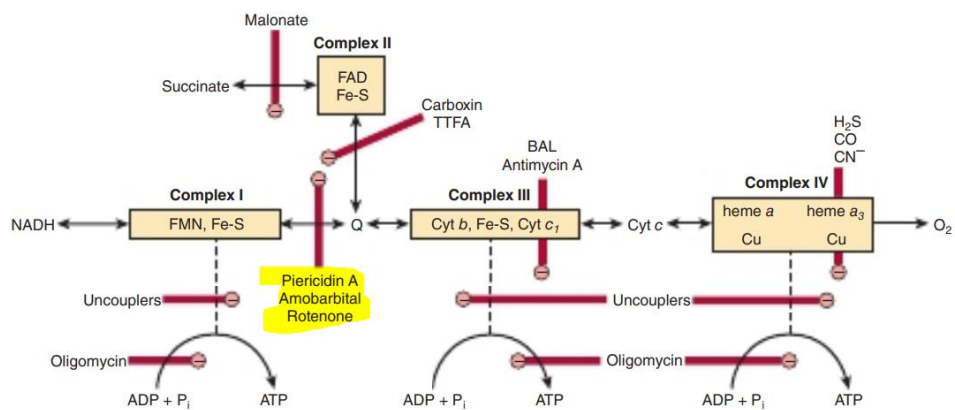 Malonate
Complex II
Succinate
FAD
Fe-S
Carboxin
TTFA
H₂S
CO
CN⁻
BAL
Antimycin A
Complex I
Complex III
Complex IV
NADH
FMN, Fe-S
Q
Cyt b, Fe-S, Cyt c₁
Cyt c
heme a
heme a₃
Cu
Cu
O₂
Piericidin A
Amobarbital
Rotenone
Uncouplers
Uncouplers
Oligomycin
Oligomycin
ADP + Pᵢ
ATP
ADP + Pᵢ
ATP
ADP + Pᵢ
ATP